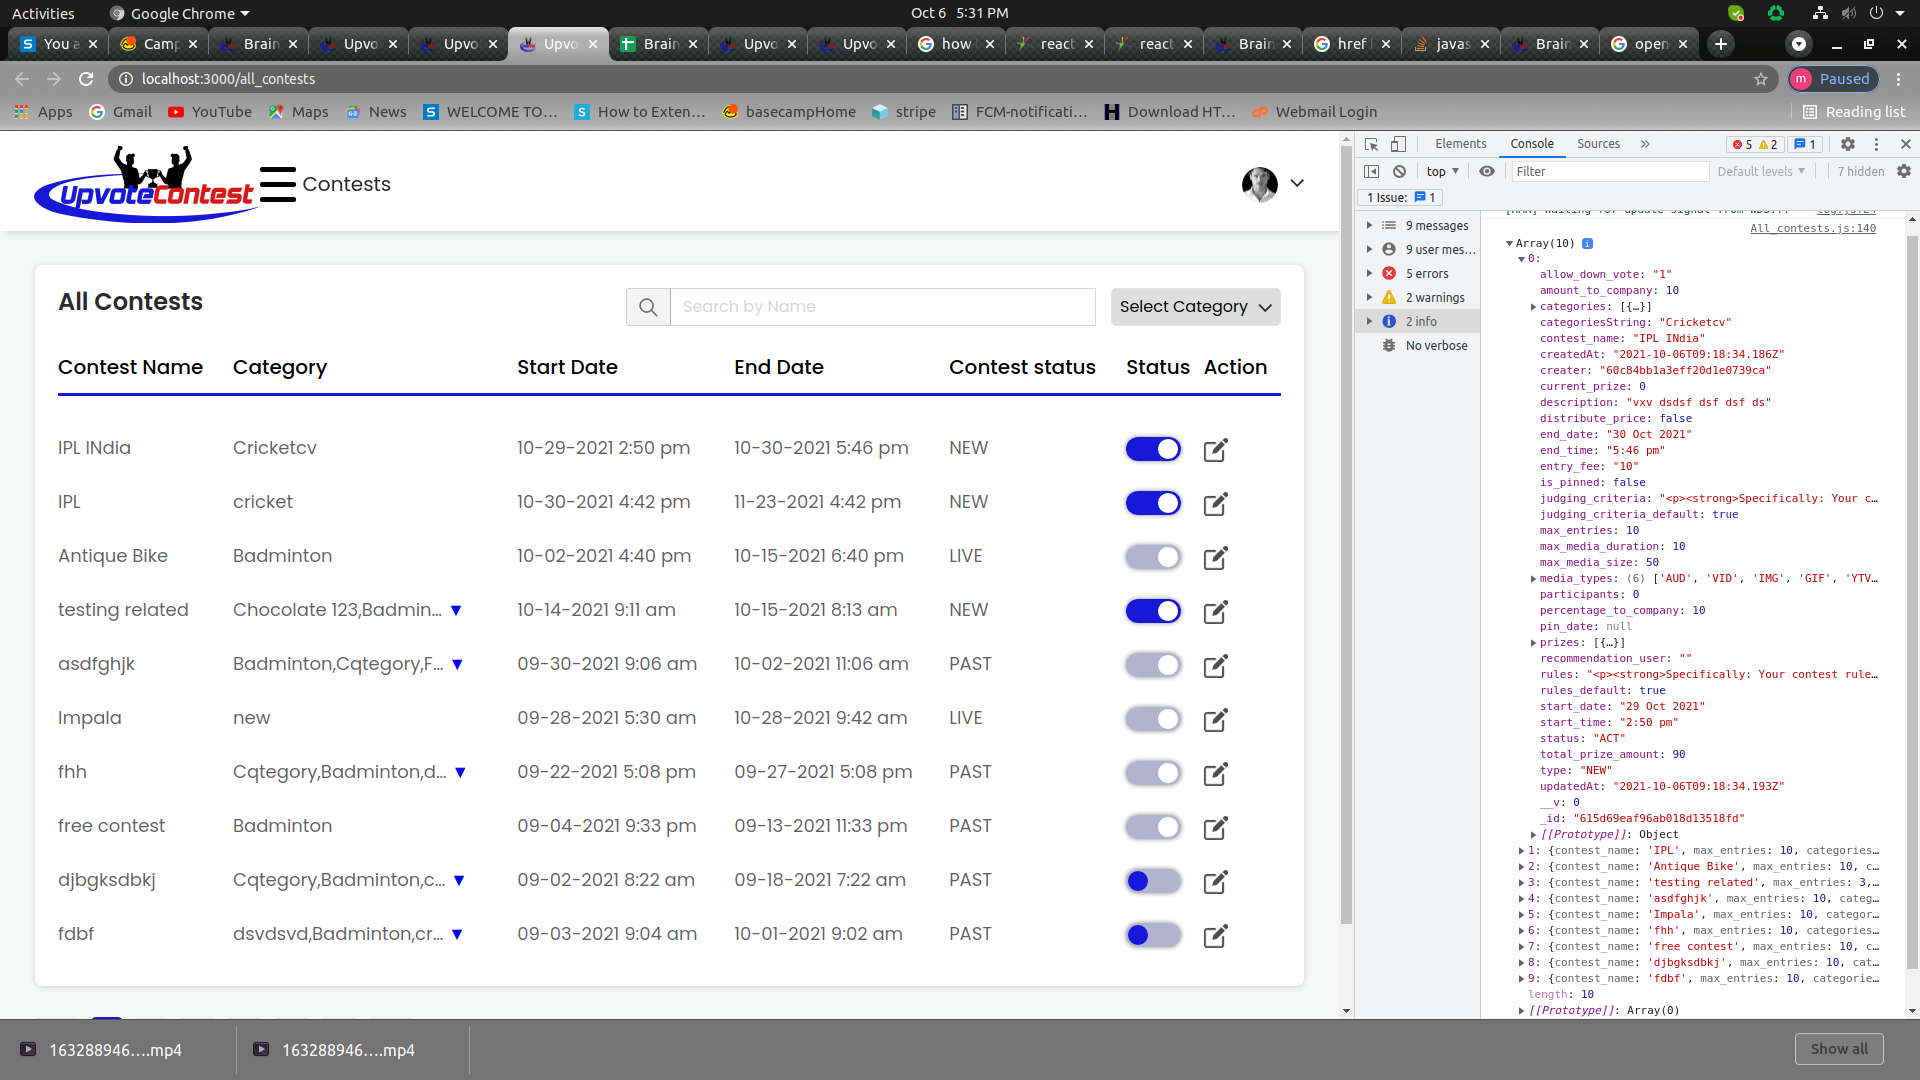 Activities Google Chrome Oct 6 5:31 PM
You a Camp Brain Upvo Upvo Upvo Brain Upvo Upvo how react react Brain href javas Brain open
localhost:3000/all_contests Paused
Apps Gmail YouTube Maps News WELCOME TO... How to Exten... basecampHome stripe FCM-notificati... Download HT... Webmail Login Reading list
UpvoteContest Contests
All Contests Search by Name Select Category
Contest Name Category Start Date End Date Contest status Status Action
IPL INdia Cricketcv 10-29-2021 2:50 pm 10-30-2021 5:46 pm NEW
IPL cricket 10-30-2021 4:42 pm 11-23-2021 4:42 pm NEW
Antique Bike Badminton 10-02-2021 4:40 pm 10-15-2021 6:40 pm LIVE
testing related Chocolate 123,Badmin... 10-14-2021 9:11 am 10-15-2021 8:13 am NEW
asdfghjk Badminton,Cqtegory,F... 09-30-2021 9:06 am 10-02-2021 11:06 am PAST
Impala new 09-28-2021 5:30 am 10-28-2021 9:42 am LIVE
fhh Cqtegory,Badminton,d... 09-22-2021 5:08 pm 09-27-2021 5:08 pm PAST
free contest Badminton 09-04-2021 9:33 pm 09-13-2021 11:33 pm PAST
djbgksdbkj Cqtegory,Badminton,c... 09-02-2021 8:22 am 09-18-2021 7:22 am PAST
fdbf dsvdsvd,Badminton,cr... 09-03-2021 9:04 am 10-01-2021 9:02 am PAST
Elements Console Sources 5 2 1
top Filter Default levels 7 hidden
1 Issue: 1
9 messages
9 user mes...
5 errors
2 warnings
2 info
No verbose
All_contests.js:140
Array(10)
0:
allow_down_vote: "1"
amount_to_company: 10
categories: [{…}]
categoriesString: "Cricketcv"
contest_name: "IPL INdia"
createdAt: "2021-10-06T09:18:34.186Z"
creater: "60c84bb1a3eff20d1e0739ca"
current_prize: 0
description: "vxv dsdsf dsf dsf ds"
distribute_price: false
end_date: "30 Oct 2021"
end_time: "5:46 pm"
entry_fee: "10"
is_pinned: false
judging_criteria: "<p><strong>Specifically: Your c…
judging_criteria_default: true
max_entries: 10
max_media_duration: 10
max_media_size: 50
media_types: (6) ['AUD', 'VID', 'IMG', 'GIF', 'YTV…
participants: 0
percentage_to_company: 10
pin_date: null
prizes: [{…}]
recommendation_user: ""
rules: "<p><strong>Specifically: Your contest rule…
rules_default: true
start_date: "29 Oct 2021"
start_time: "2:50 pm"
status: "ACT"
total_prize_amount: 90
type: "NEW"
updatedAt: "2021-10-06T09:18:34.193Z"
__v: 0
_id: "615d69eaf96ab018d13518fd"
[[Prototype]]: Object
1: {contest_name: 'IPL', max_entries: 10, categories…
2: {contest_name: 'Antique Bike', max_entries: 10, c…
3: {contest_name: 'testing related', max_entries: 3,…
4: {contest_name: 'asdfghjk', max_entries: 10, categ…
5: {contest_name: 'Impala', max_entries: 10, categor…
6: {contest_name: 'fhh', max_entries: 10, categories…
7: {contest_name: 'free contest', max_entries: 10, c…
8: {contest_name: 'djbgksdbkj', max_entries: 10, cat…
9: {contest_name: 'fdbf', max_entries: 10, categorie…
length: 10
[[Prototype]]: Array(0)
163288946....mp4 163288946....mp4 Show all